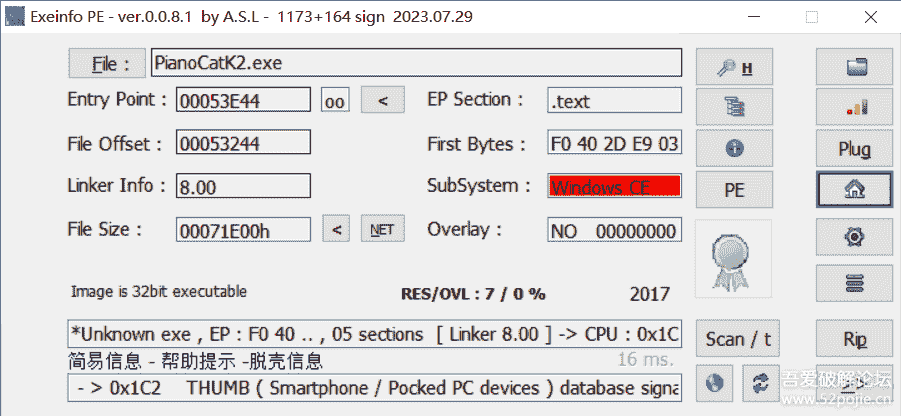 Exeinfo PE - ver.0.0.8.1 by A.S.L - 1173+164 sign 2023.07.29
File : PianoCatK2.exe H
Entry Point : 00053E44 oo < EP Section : .text
File Offset : 00053244 First Bytes : F0 40 2D E9 03 Plug
Linker Info : 8.00 SubSystem : Windows CE PE
File Size : 00071E00h < NET Overlay : NO 00000000
Image is 32bit executable RES/OVL : 7 / 0 % 2017
*Unknown exe , EP : F0 40 .. , 05 sections [ Linker 8.00 ] -> CPU : 0x1C Scan / t Rip
简易信息 - 帮助提示 -脱壳信息 16 ms.
- > 0x1C2 THUMB ( Smartphone / Pocked PC devices ) database signa
吾爱破解论坛
www.52pojie.cn